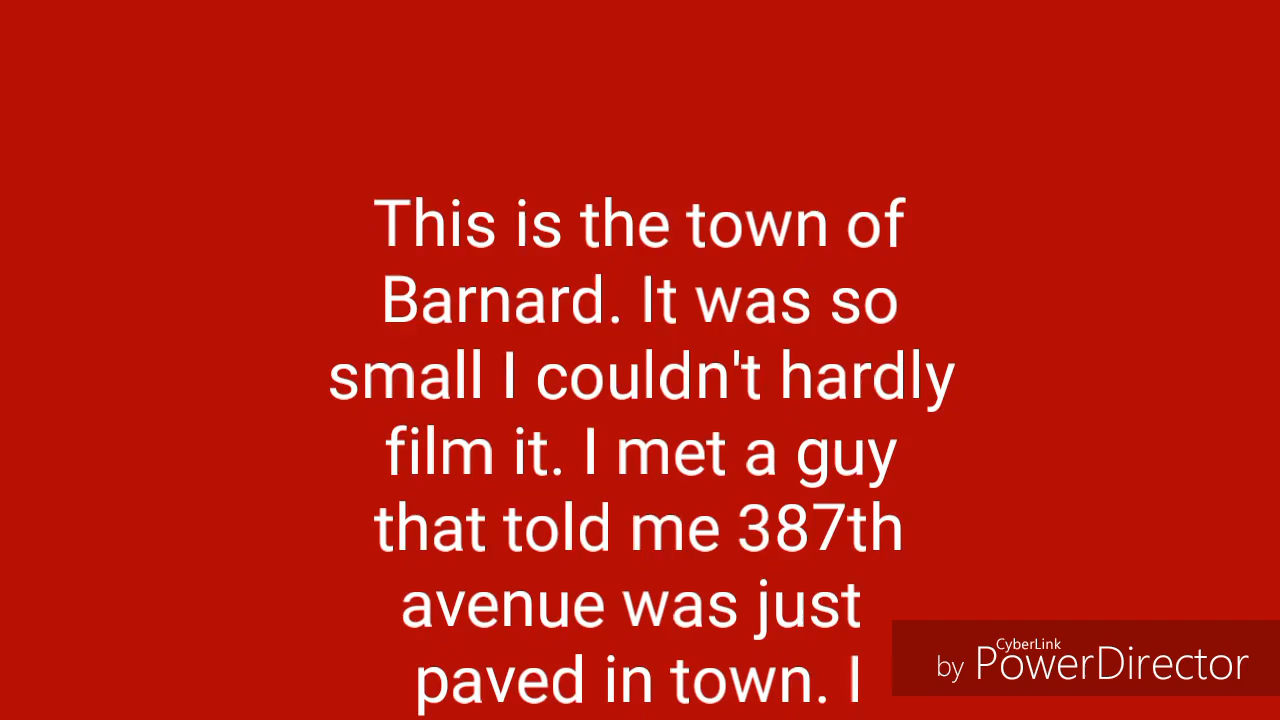 This is the town of
Barnard. It was so
small I couldn't hardly
film it. I met a guy
that told me 387th
avenue was just
paved in town. I
CyberLink
by PowerDirector